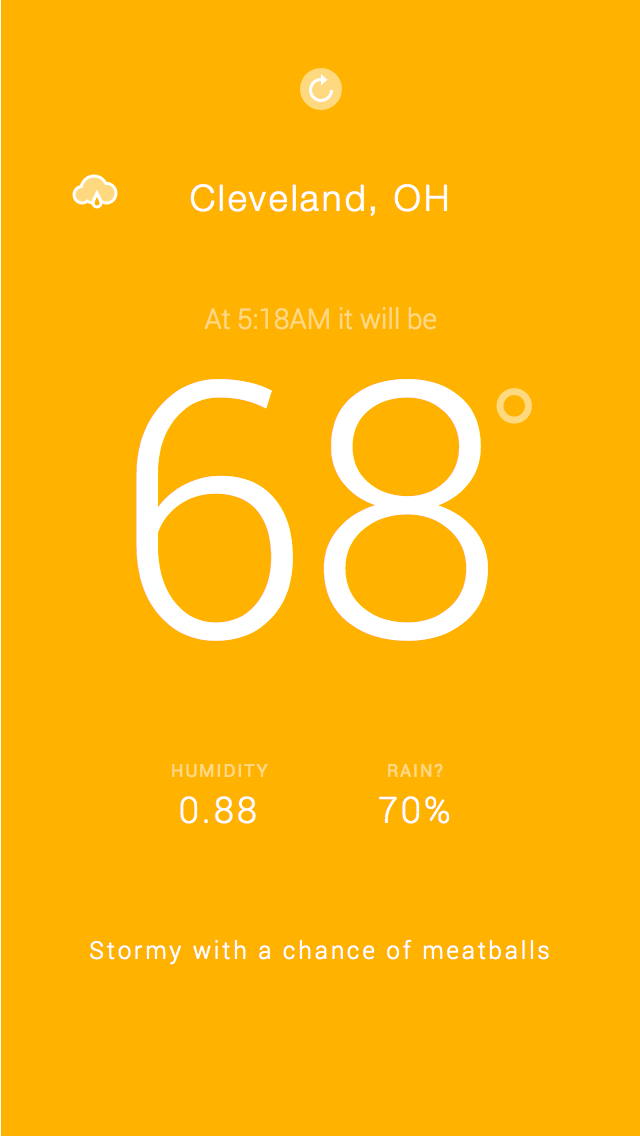 Cleveland, OH
At 5:18AM it will be
68°
HUMIDITY RAIN?
0.88 70%
Stormy with a chance of meatballs